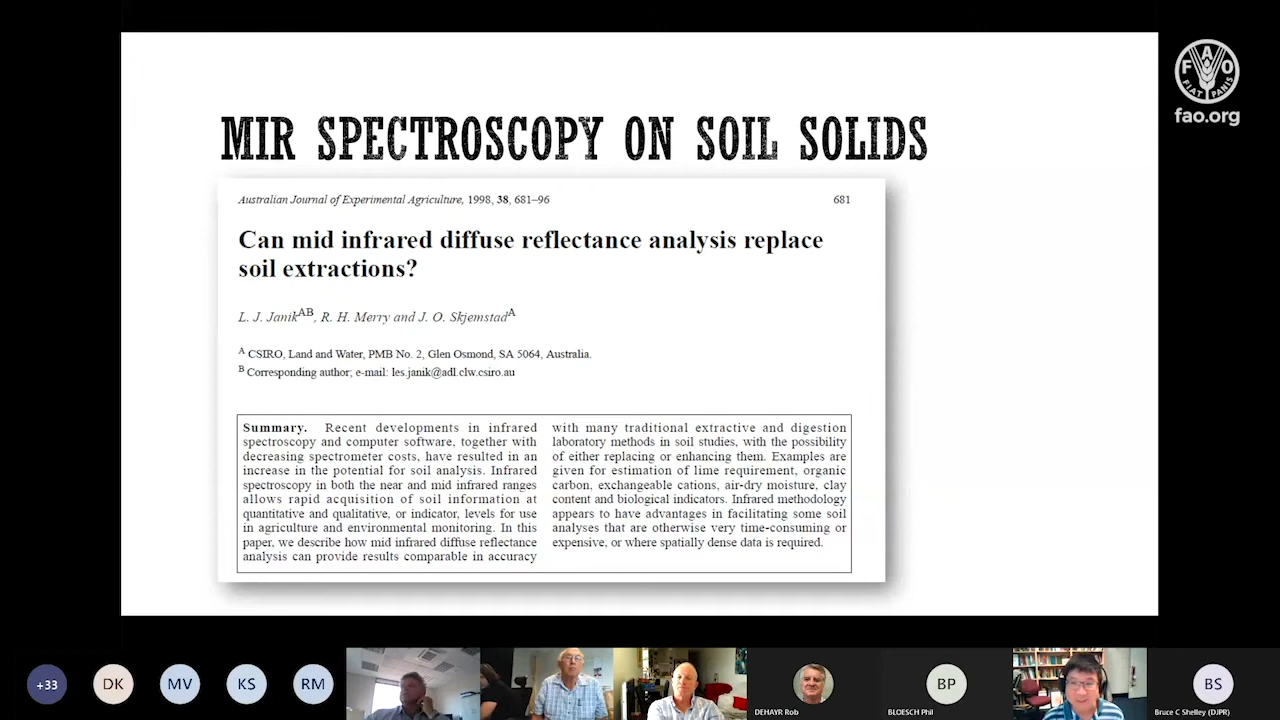 MIR SPECTROSCOPY ON SOIL SOLIDS
Australian Journal of Experimental Agriculture, 1998, 38, 681–96 681
Can mid infrared diffuse reflectance analysis replace
soil extractions?
L. J. Janik^AB, R. H. Merry and J. O. Skjemstad^A
^A CSIRO, Land and Water, PMB No. 2, Glen Osmond, SA 5064, Australia.
^B Corresponding author; e-mail: les.janik@adl.clw.csiro.au
Summary. Recent developments in infrared
spectroscopy and computer software, together with
decreasing spectrometer costs, have resulted in an
increase in the potential for soil analysis. Infrared
spectroscopy in both the near and mid infrared ranges
allows rapid acquisition of soil information at
quantitative and qualitative, or indicator, levels for use
in agriculture and environmental monitoring. In this
paper, we describe how mid infrared diffuse reflectance
analysis can provide results comparable in accuracy
with many traditional extractive and digestion
laboratory methods in soil studies, with the possibility
of either replacing or enhancing them. Examples are
given for estimation of lime requirement, organic
carbon, exchangeable cations, air-dry moisture, clay
content and biological indicators. Infrared methodology
appears to have advantages in facilitating some soil
analyses that are otherwise very time-consuming or
expensive, or where spatially dense data is required.
FAO
FIAT PANIS
fao.org
+33
DK
MV
KS
RM
DEHAYR Rob
BP
BLOESCH Phil
BS
Bruce C Shelley (DJPR)